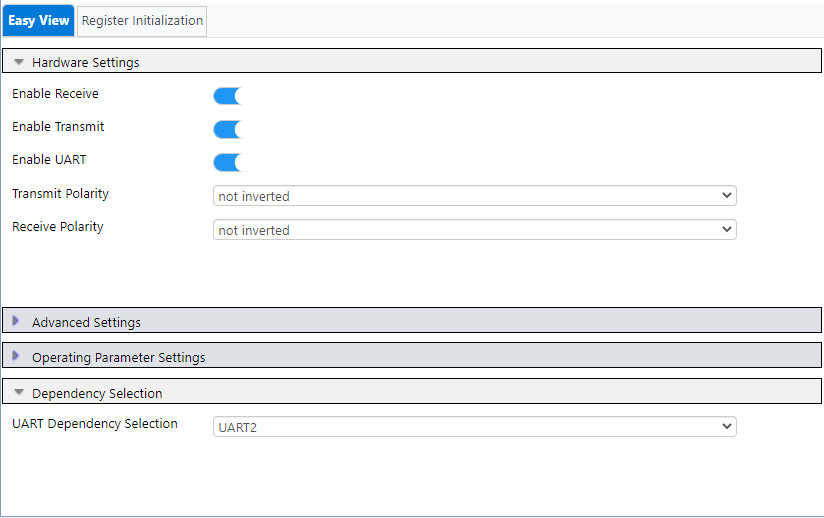 Easy View Register Initialization
Hardware Settings
Enable Receive
Enable Transmit
Enable UART
Transmit Polarity not inverted
Receive Polarity not inverted
Advanced Settings
Operating Parameter Settings
Dependency Selection
UART Dependency Selection UART2